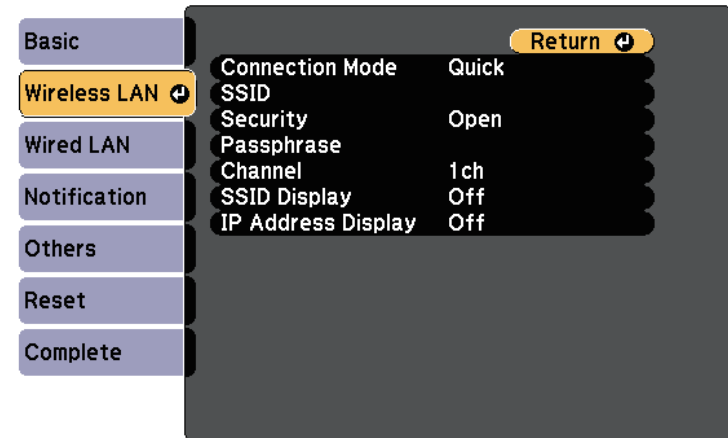 Basic
Wireless LAN
Wired LAN
Notification
Others
Reset
Complete
Return
Connection Mode Quick
SSID
Security Open
Passphrase
Channel 1ch
SSID Display Off
IP Address Display Off